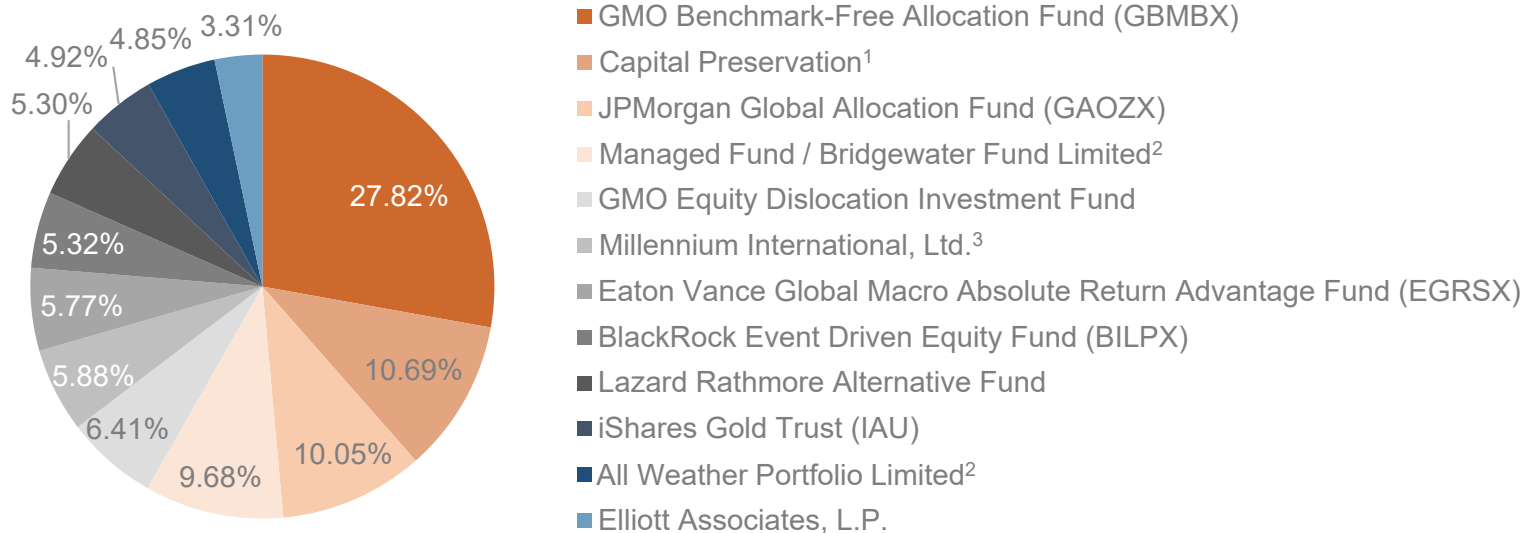 3.31%
4.85%
4.92%
5.30%
27.82%
5.32%
5.77%
10.69%
5.88%
6.41%
10.05%
9.68%
GMO Benchmark-Free Allocation Fund (GBMBX)
Capital Preservation¹
JPMorgan Global Allocation Fund (GAOZX)
Managed Fund / Bridgewater Fund Limited²
GMO Equity Dislocation Investment Fund
Millennium International, Ltd.³
Eaton Vance Global Macro Absolute Return Advantage Fund (EGRSX)
BlackRock Event Driven Equity Fund (BILPX)
Lazard Rathmore Alternative Fund
iShares Gold Trust (IAU)
All Weather Portfolio Limited²
Elliott Associates, L.P.